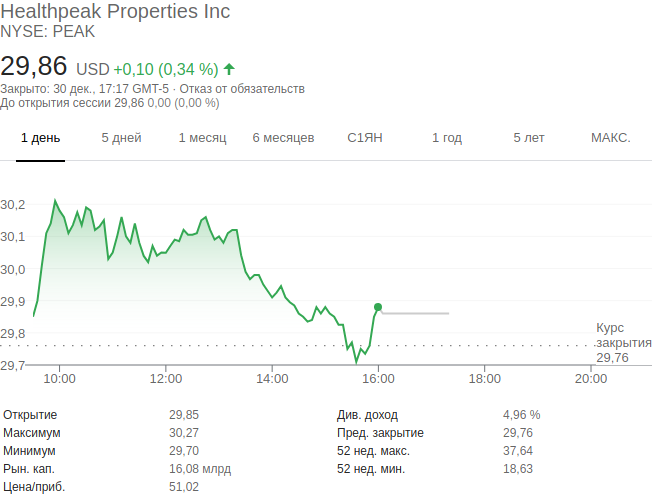 Healthpeak Properties Inc
NYSE: PEAK
29,86 USD +0,10 (0,34 %)
Закрыто: 30 дек., 17:17 GMT-5 · Отказ от обязательств
До открытия сессии 29,86 0,00 (0,00 %)
1 день 5 дней 1 месяц 6 месяцев С1ЯН 1 год 5 лет МАКС.
30,2
30,1
30,0
29,9
29,8
29,7
Курс
закрытия
29,76
10:00 12:00 14:00 16:00 18:00 20:00
Открытие 29,85 Див. доход 4,96 %
Максимум 30,27 Пред. закрытие 29,76
Минимум 29,70 52 нед. макс. 37,64
Рын. кап. 16,08 млрд 52 нед. мин. 18,63
Цена/приб. 51,02